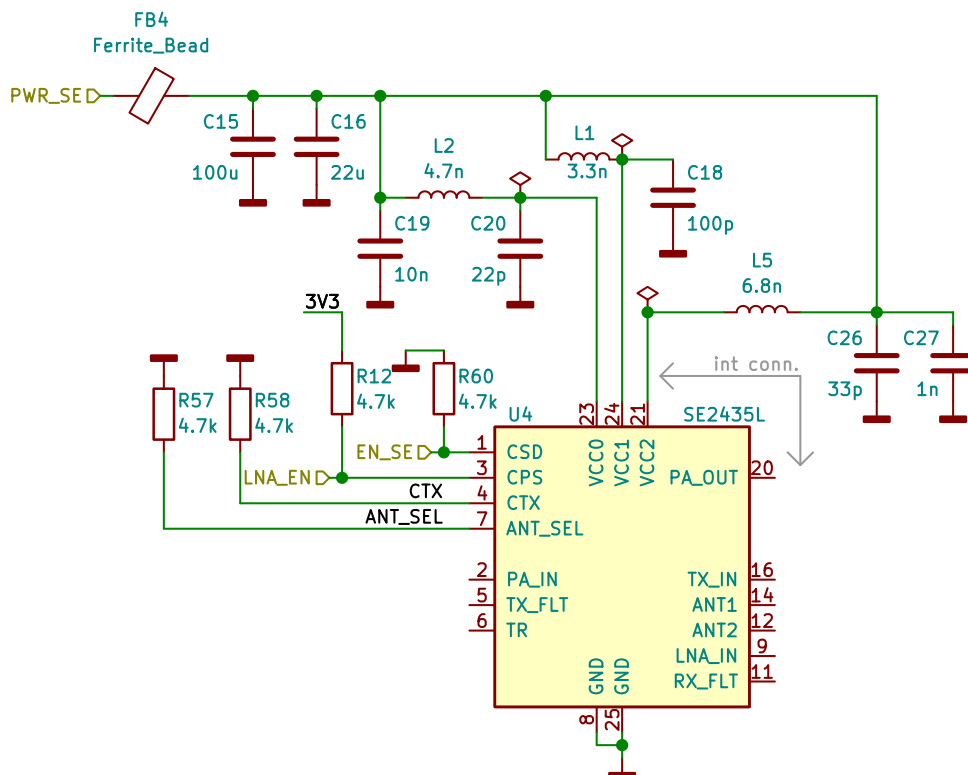 FB4
Ferrite_Bead
PWR_SE
C15
100u
C16
22u
L2
4.7n
L1
3.3n
C18
100p
C19
10n
C20
22p
L5
6.8n
C26
33p
C27
1n
3V3
int conn.
R57
4.7k
R58
4.7k
R12
4.7k
R60
4.7k
U4
SE2435L
23
24
21
EN_SE
LNA_EN
CTX
ANT_SEL
1 CSD
3 CPS
4 CTX
7 ANT_SEL
2 PA_IN
5 TX_FLT
6 TR
VCC0
VCC1
VCC2
PA_OUT 20
TX_IN 16
ANT1 14
ANT2 12
LNA_IN 9
RX_FLT 11
GND
GND
8
25